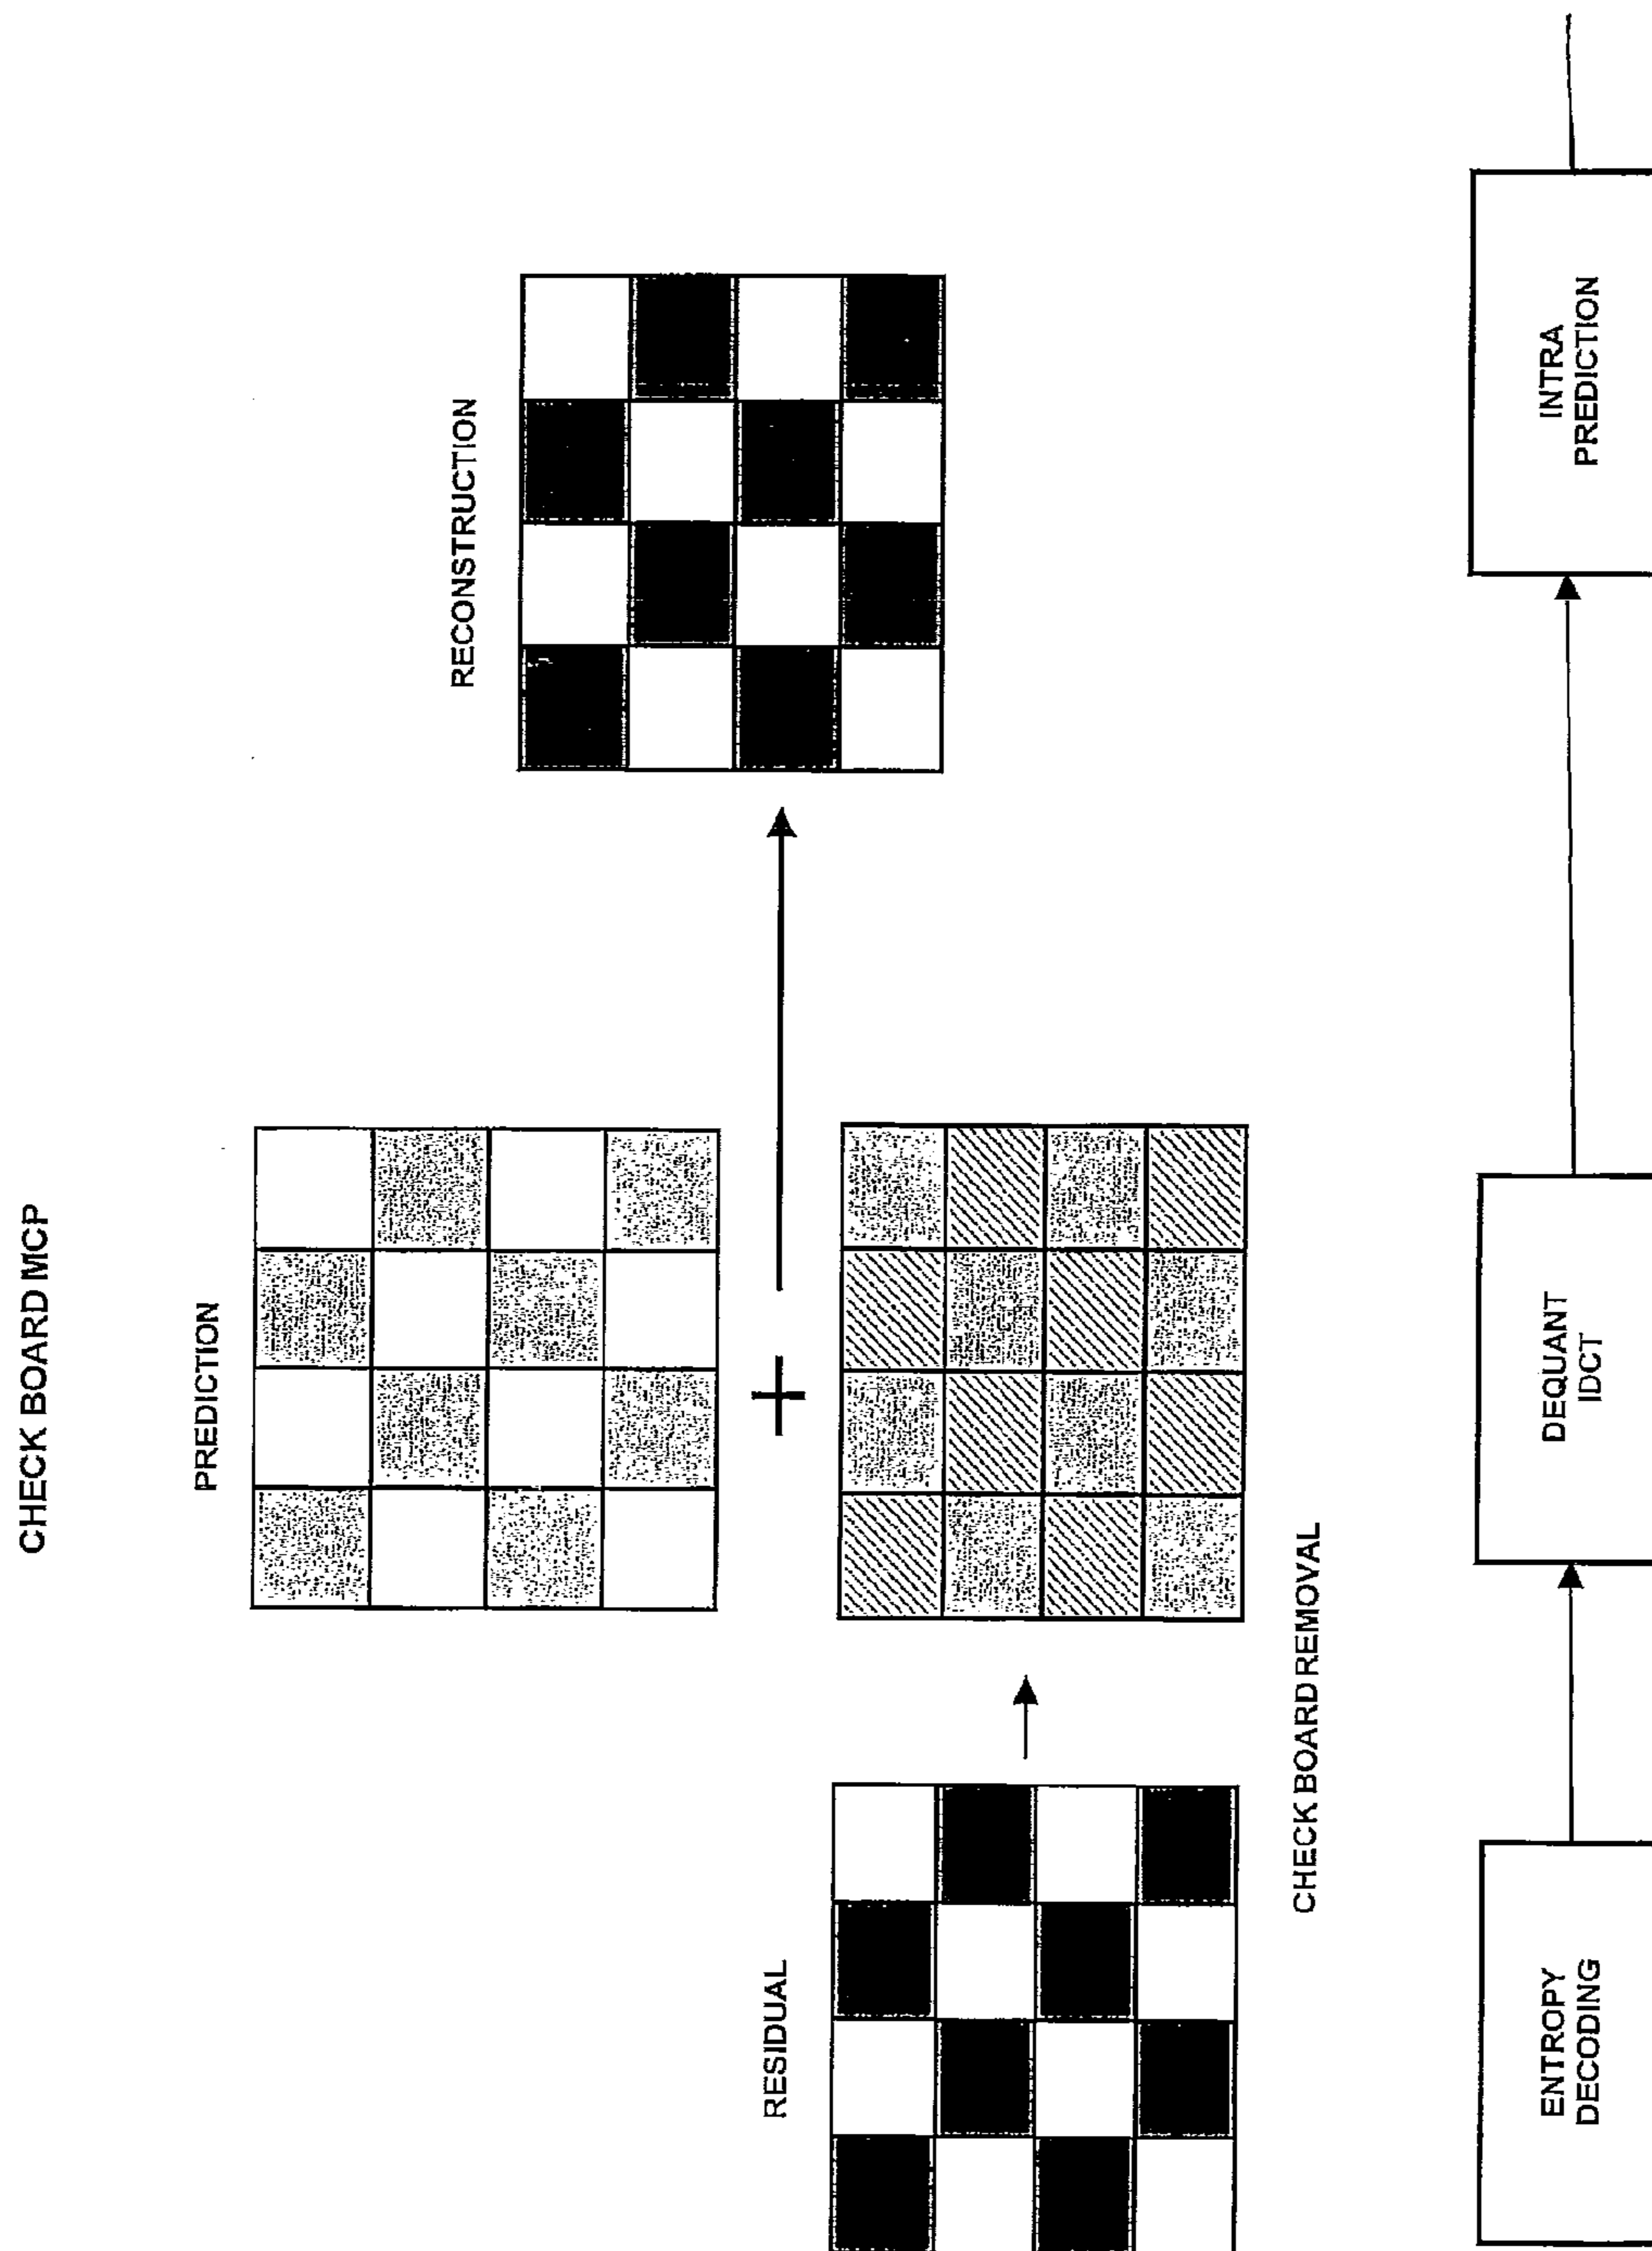 CHECK BOARD MCP
PREDICTION
RECONSTRUCTION
RESIDUAL
CHECK BOARD REMOVAL
ENTROPY
DECODING
DEQUANT
IDCT
INTRA
PREDICTION